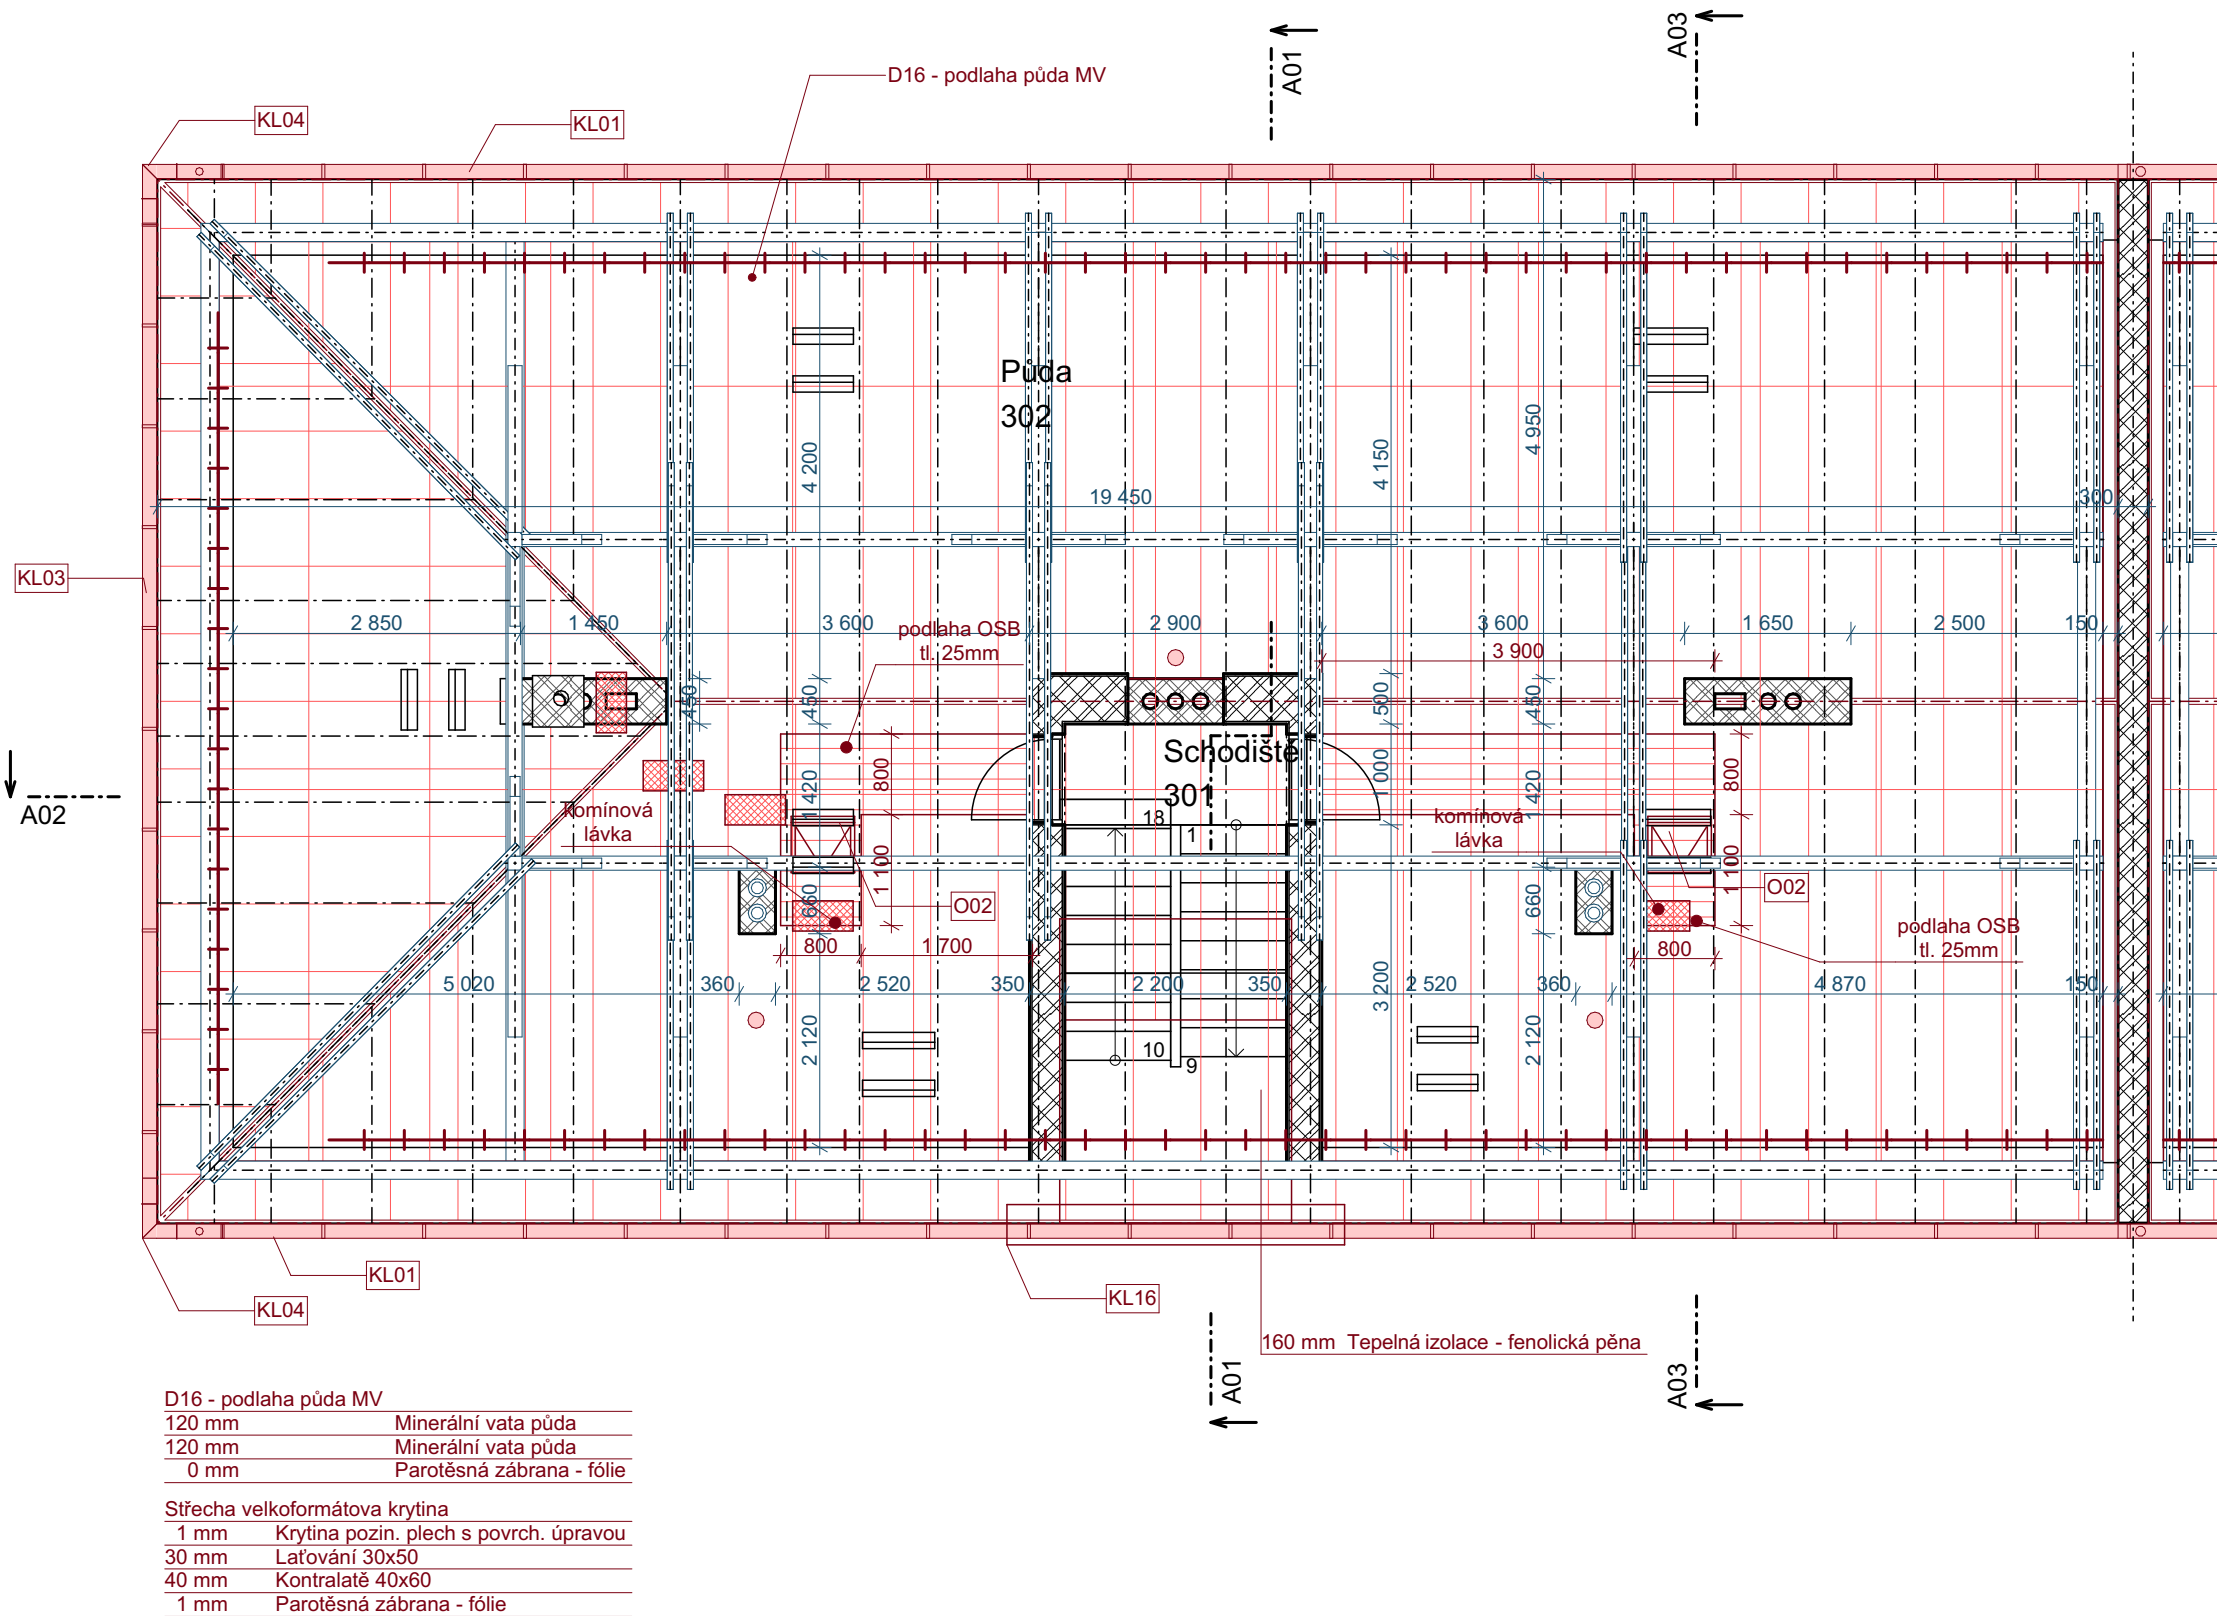 A01
A03
D16 - podlaha půda MV
KL04
KL01
Půda
302
4 200
4 150
4 950
19 450
300
KL03
2 850
1 450
3 600
podlaha OSB
tl. 25mm
2 900
3 600
3 900
1 650
2 500
150
450
450
500
450
Schodiště
301
1 420
800
1 000
1 420
800
A02
komínová
lávka
18
1
komínová
lávka
1 100
1 100
660
O02
660
O02
podlaha OSB
tl. 25mm
800
1 700
800
5 020
360
2 520
350
2 200
350
3 200
2 520
360
4 870
150
2 120
10
9
2 120
KL01
KL04
KL16
160 mm Tepelná izolace - fenolická pěna
A01
A03
D16 - podlaha půda MV
120 mm Minerální vata půda
120 mm Minerální vata půda
0 mm Parotěsná zábrana - fólie
Střecha velkoformátova krytina
1 mm Krytina pozin. plech s povrch. úpravou
30 mm Laťování 30x50
40 mm Kontralatě 40x60
1 mm Parotěsná zábrana - fólie